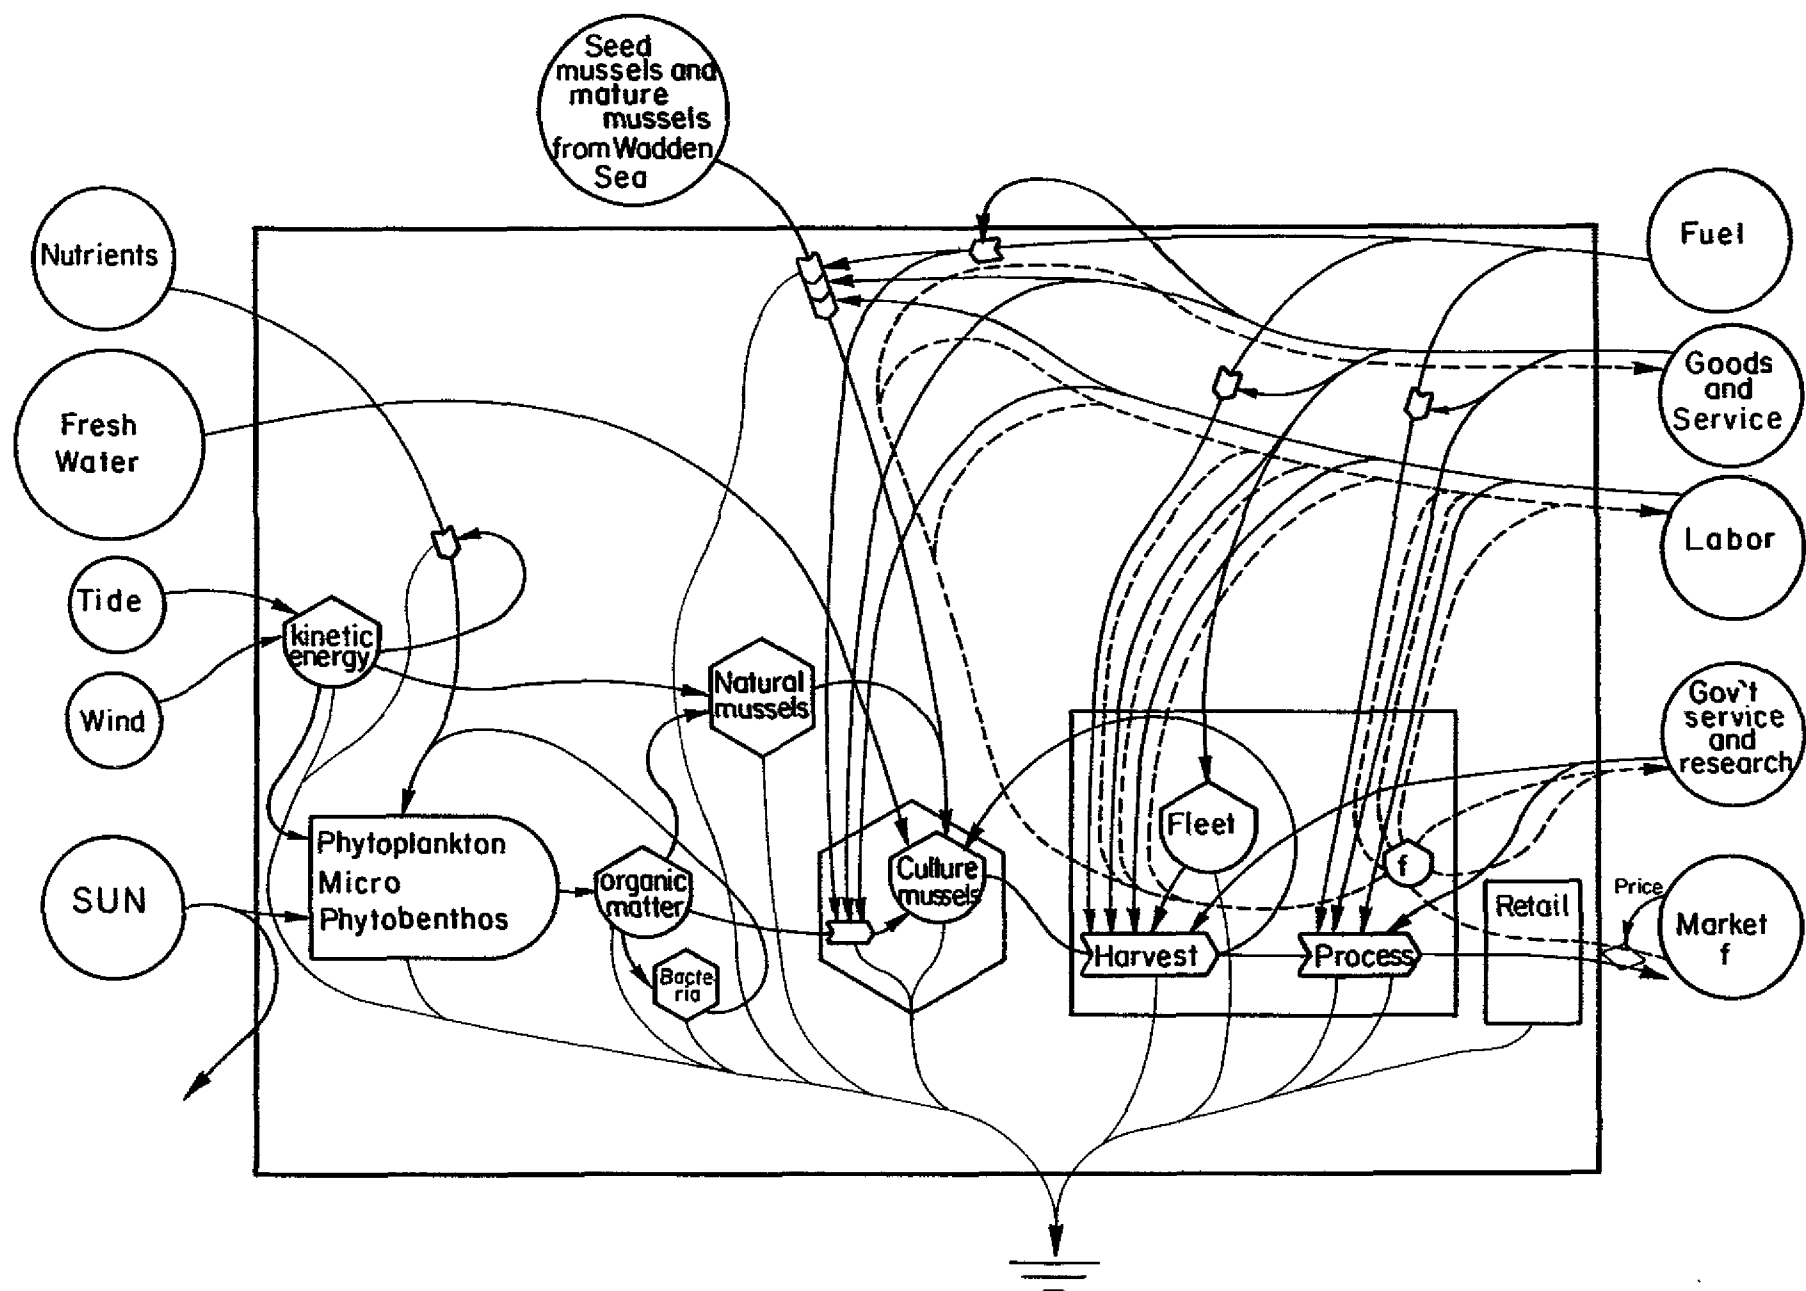 Seed
mussels and
mature
mussels
from Wadden
Sea
Nutrients
Fresh
Water
Tide
Wind
SUN
kinetic
energy
Phytoplankton
Micro
Phytobenthos
organic
matter
Bacte-
ria
Natural
mussels
Culture
mussels
Fleet
Harvest
Process
f
Retail
Price
Fuel
Goods
and
Service
Labor
Gov't
service
and
research
Market
f